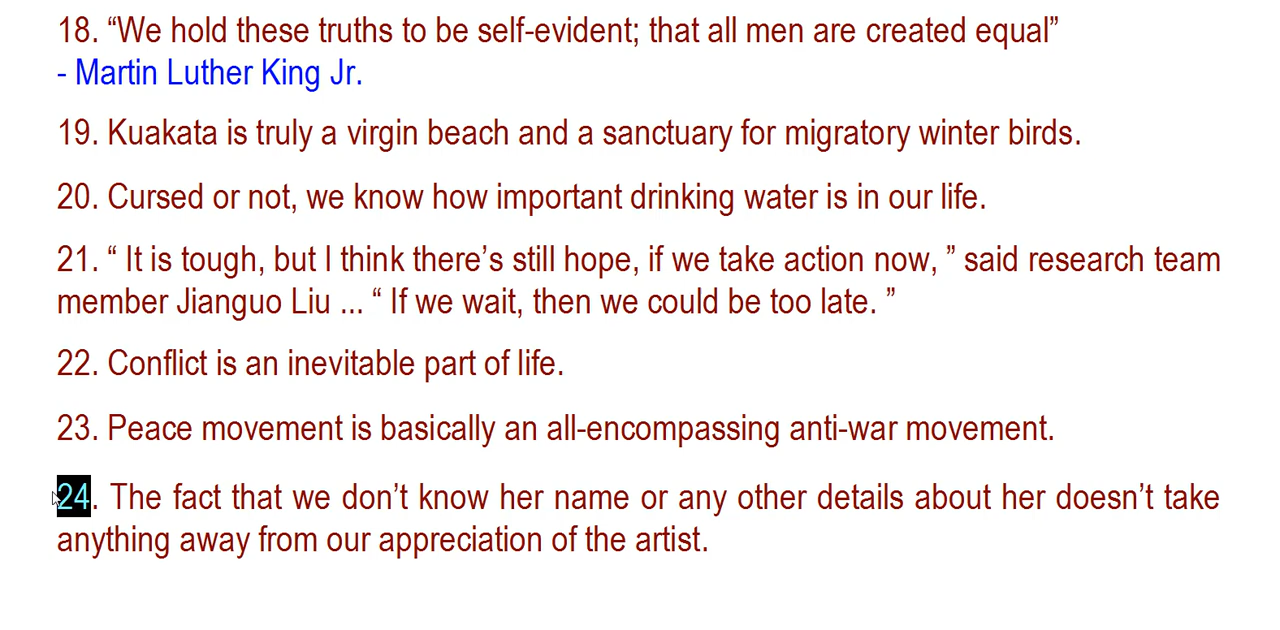 18. “We hold these truths to be self-evident; that all men are created equal”
- Martin Luther King Jr.
19. Kuakata is truly a virgin beach and a sanctuary for migratory winter birds.
20. Cursed or not, we know how important drinking water is in our life.
21. “ It is tough, but I think there’s still hope, if we take action now, ” said research team
member Jianguo Liu ... “ If we wait, then we could be too late. ”
22. Conflict is an inevitable part of life.
23. Peace movement is basically an all-encompassing anti-war movement.
24. The fact that we don’t know her name or any other details about her doesn’t take
anything away from our appreciation of the artist.